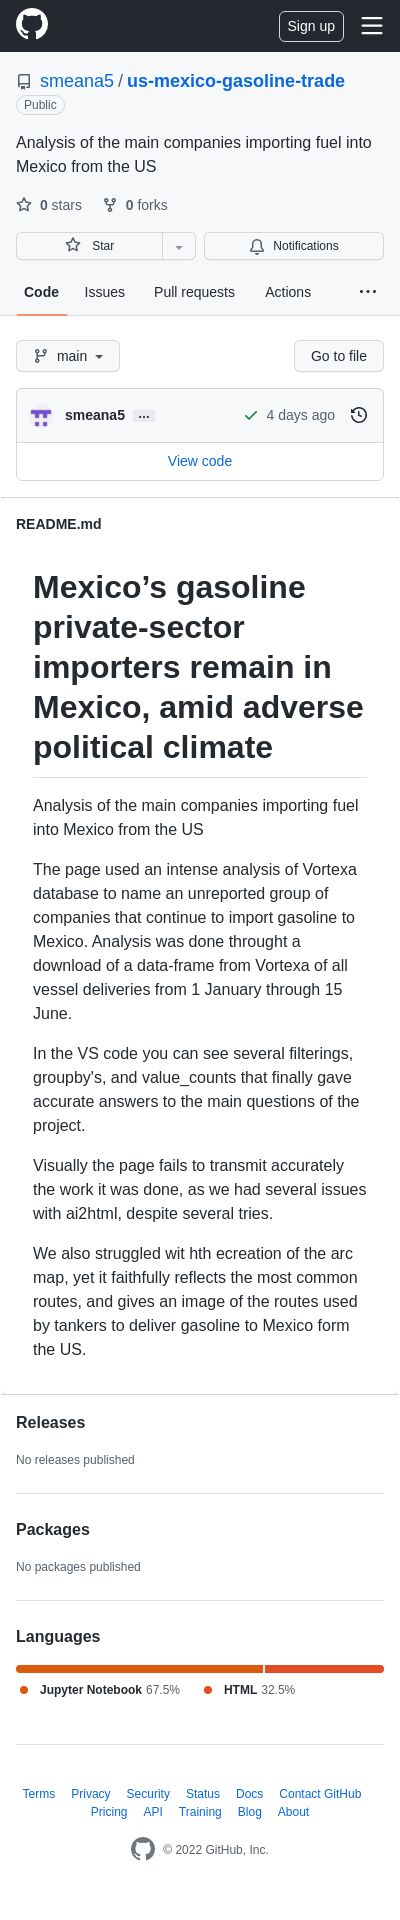 Sign up
smeana5 / us-mexico-gasoline-trade
Public
Analysis of the main companies importing fuel into
Mexico from the US
0 stars 0 forks
Star Notifications
Code Issues Pull requests Actions
main Go to file
smeana5 … 4 days ago
View code
README.md
Mexico’s gasoline
private-sector
importers remain in
Mexico, amid adverse
political climate
Analysis of the main companies importing fuel
into Mexico from the US
The page used an intense analysis of Vortexa
database to name an unreported group of
companies that continue to import gasoline to
Mexico. Analysis was done throught a
download of a data-frame from Vortexa of all
vessel deliveries from 1 January through 15
June.
In the VS code you can see several filterings,
groupby's, and value_counts that finally gave
accurate answers to the main questions of the
project.
Visually the page fails to transmit accurately
the work it was done, as we had several issues
with ai2html, despite several tries.
We also struggled wit hth ecreation of the arc
map, yet it faithfully reflects the most common
routes, and gives an image of the routes used
by tankers to deliver gasoline to Mexico form
the US.
Releases
No releases published
Packages
No packages published
Languages
Jupyter Notebook 67.5% HTML 32.5%
Terms Privacy Security Status Docs Contact GitHub
Pricing API Training Blog About
© 2022 GitHub, Inc.